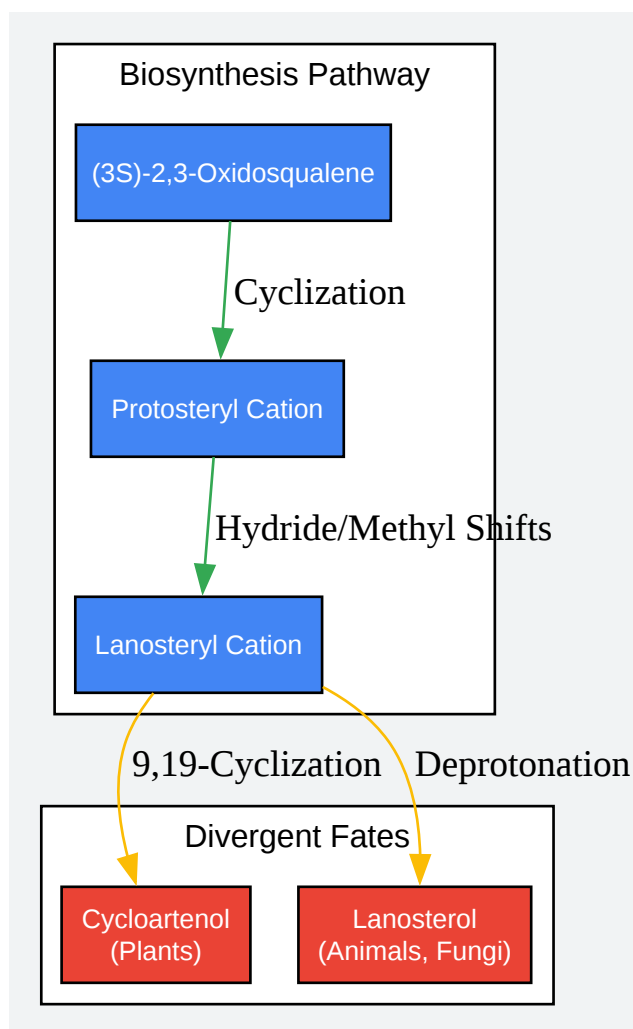 Biosynthesis Pathway
(3S)-2,3-Oxidosqualene
Cyclization
Protosteryl Cation
Hydride/Methyl Shifts
Lanosteryl Cation
9,19-Cyclization
Deprotonation
Divergent Fates
Cycloartenol
(Plants)
Lanosterol
(Animals, Fungi)